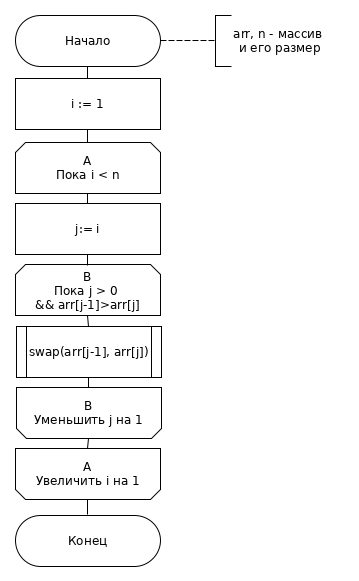 Начало
arr, n - массив
и его размер
i := 1
A
Пока i < n
j:= i
B
Пока j > 0
&& arr[j-1]>arr[j]
swap(arr[j-1], arr[j])
B
Уменьшить j на 1
A
Увеличить i на 1
Конец